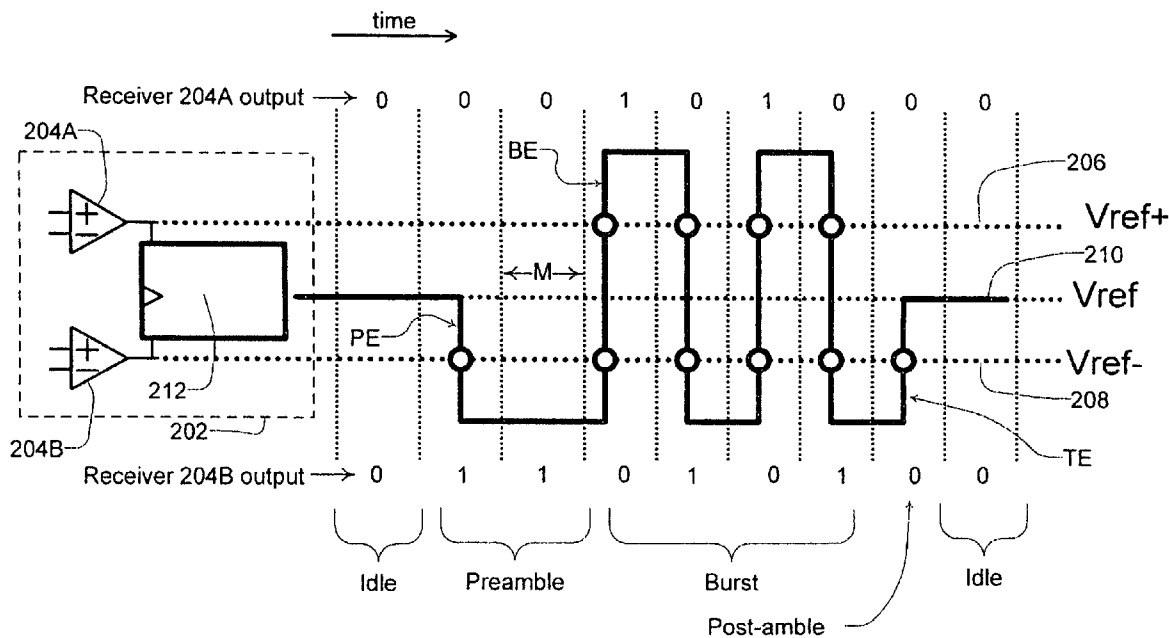 time
Receiver 204A output 0 0 0 1 0 1 0 0 0
204A
BE
206
Vref+
M
210
Vref
PE
Vref-
212
208
204B
202
TE
Receiver 204B output 0 1 1 0 1 0 1 0 0
Idle Preamble Burst Idle
Post-amble